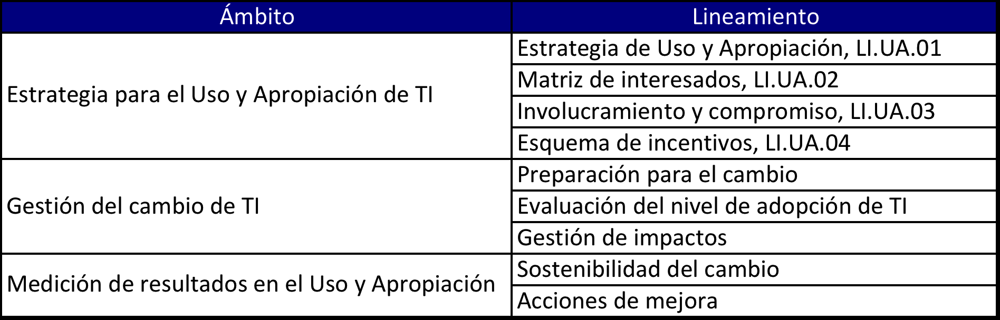 Ámbito
Lineamiento
Estrategia para el Uso y Apropiación de TI
Estrategia de Uso y Apropiación, LI.UA.01
Matriz de interesados, LI.UA.02
Involucramiento y compromiso, LI.UA.03
Esquema de incentivos, LI.UA.04
Gestión del cambio de TI
Preparación para el cambio
Evaluación del nivel de adopción de TI
Gestión de impactos
Medición de resultados en el Uso y Apropiación
Sostenibilidad del cambio
Acciones de mejora